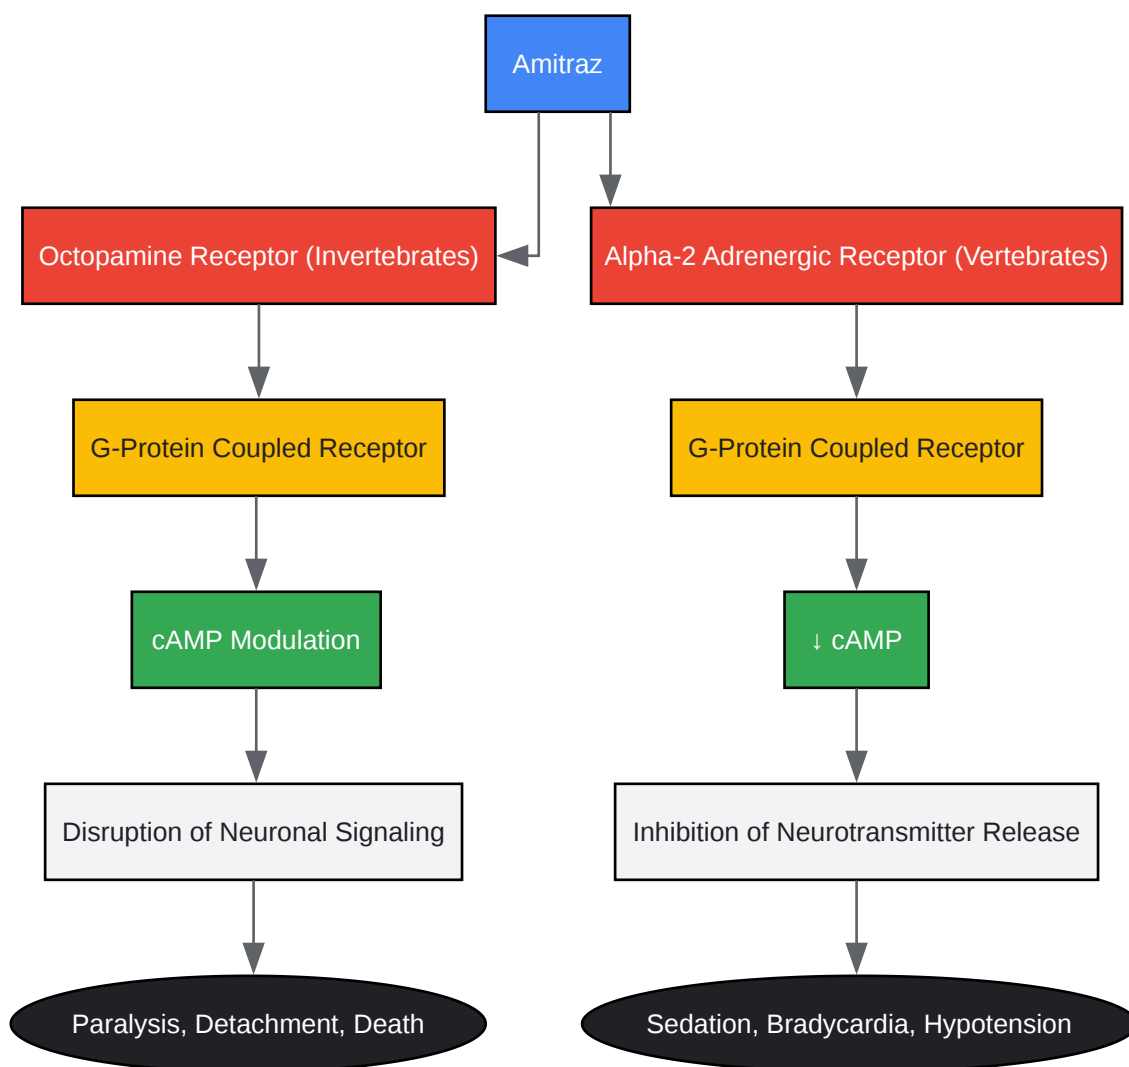 Amitraz
Octopamine Receptor (Invertebrates)
Alpha-2 Adrenergic Receptor (Vertebrates)
G-Protein Coupled Receptor
G-Protein Coupled Receptor
cAMP Modulation
↓ cAMP
Disruption of Neuronal Signaling
Inhibition of Neurotransmitter Release
Paralysis, Detachment, Death
Sedation, Bradycardia, Hypotension